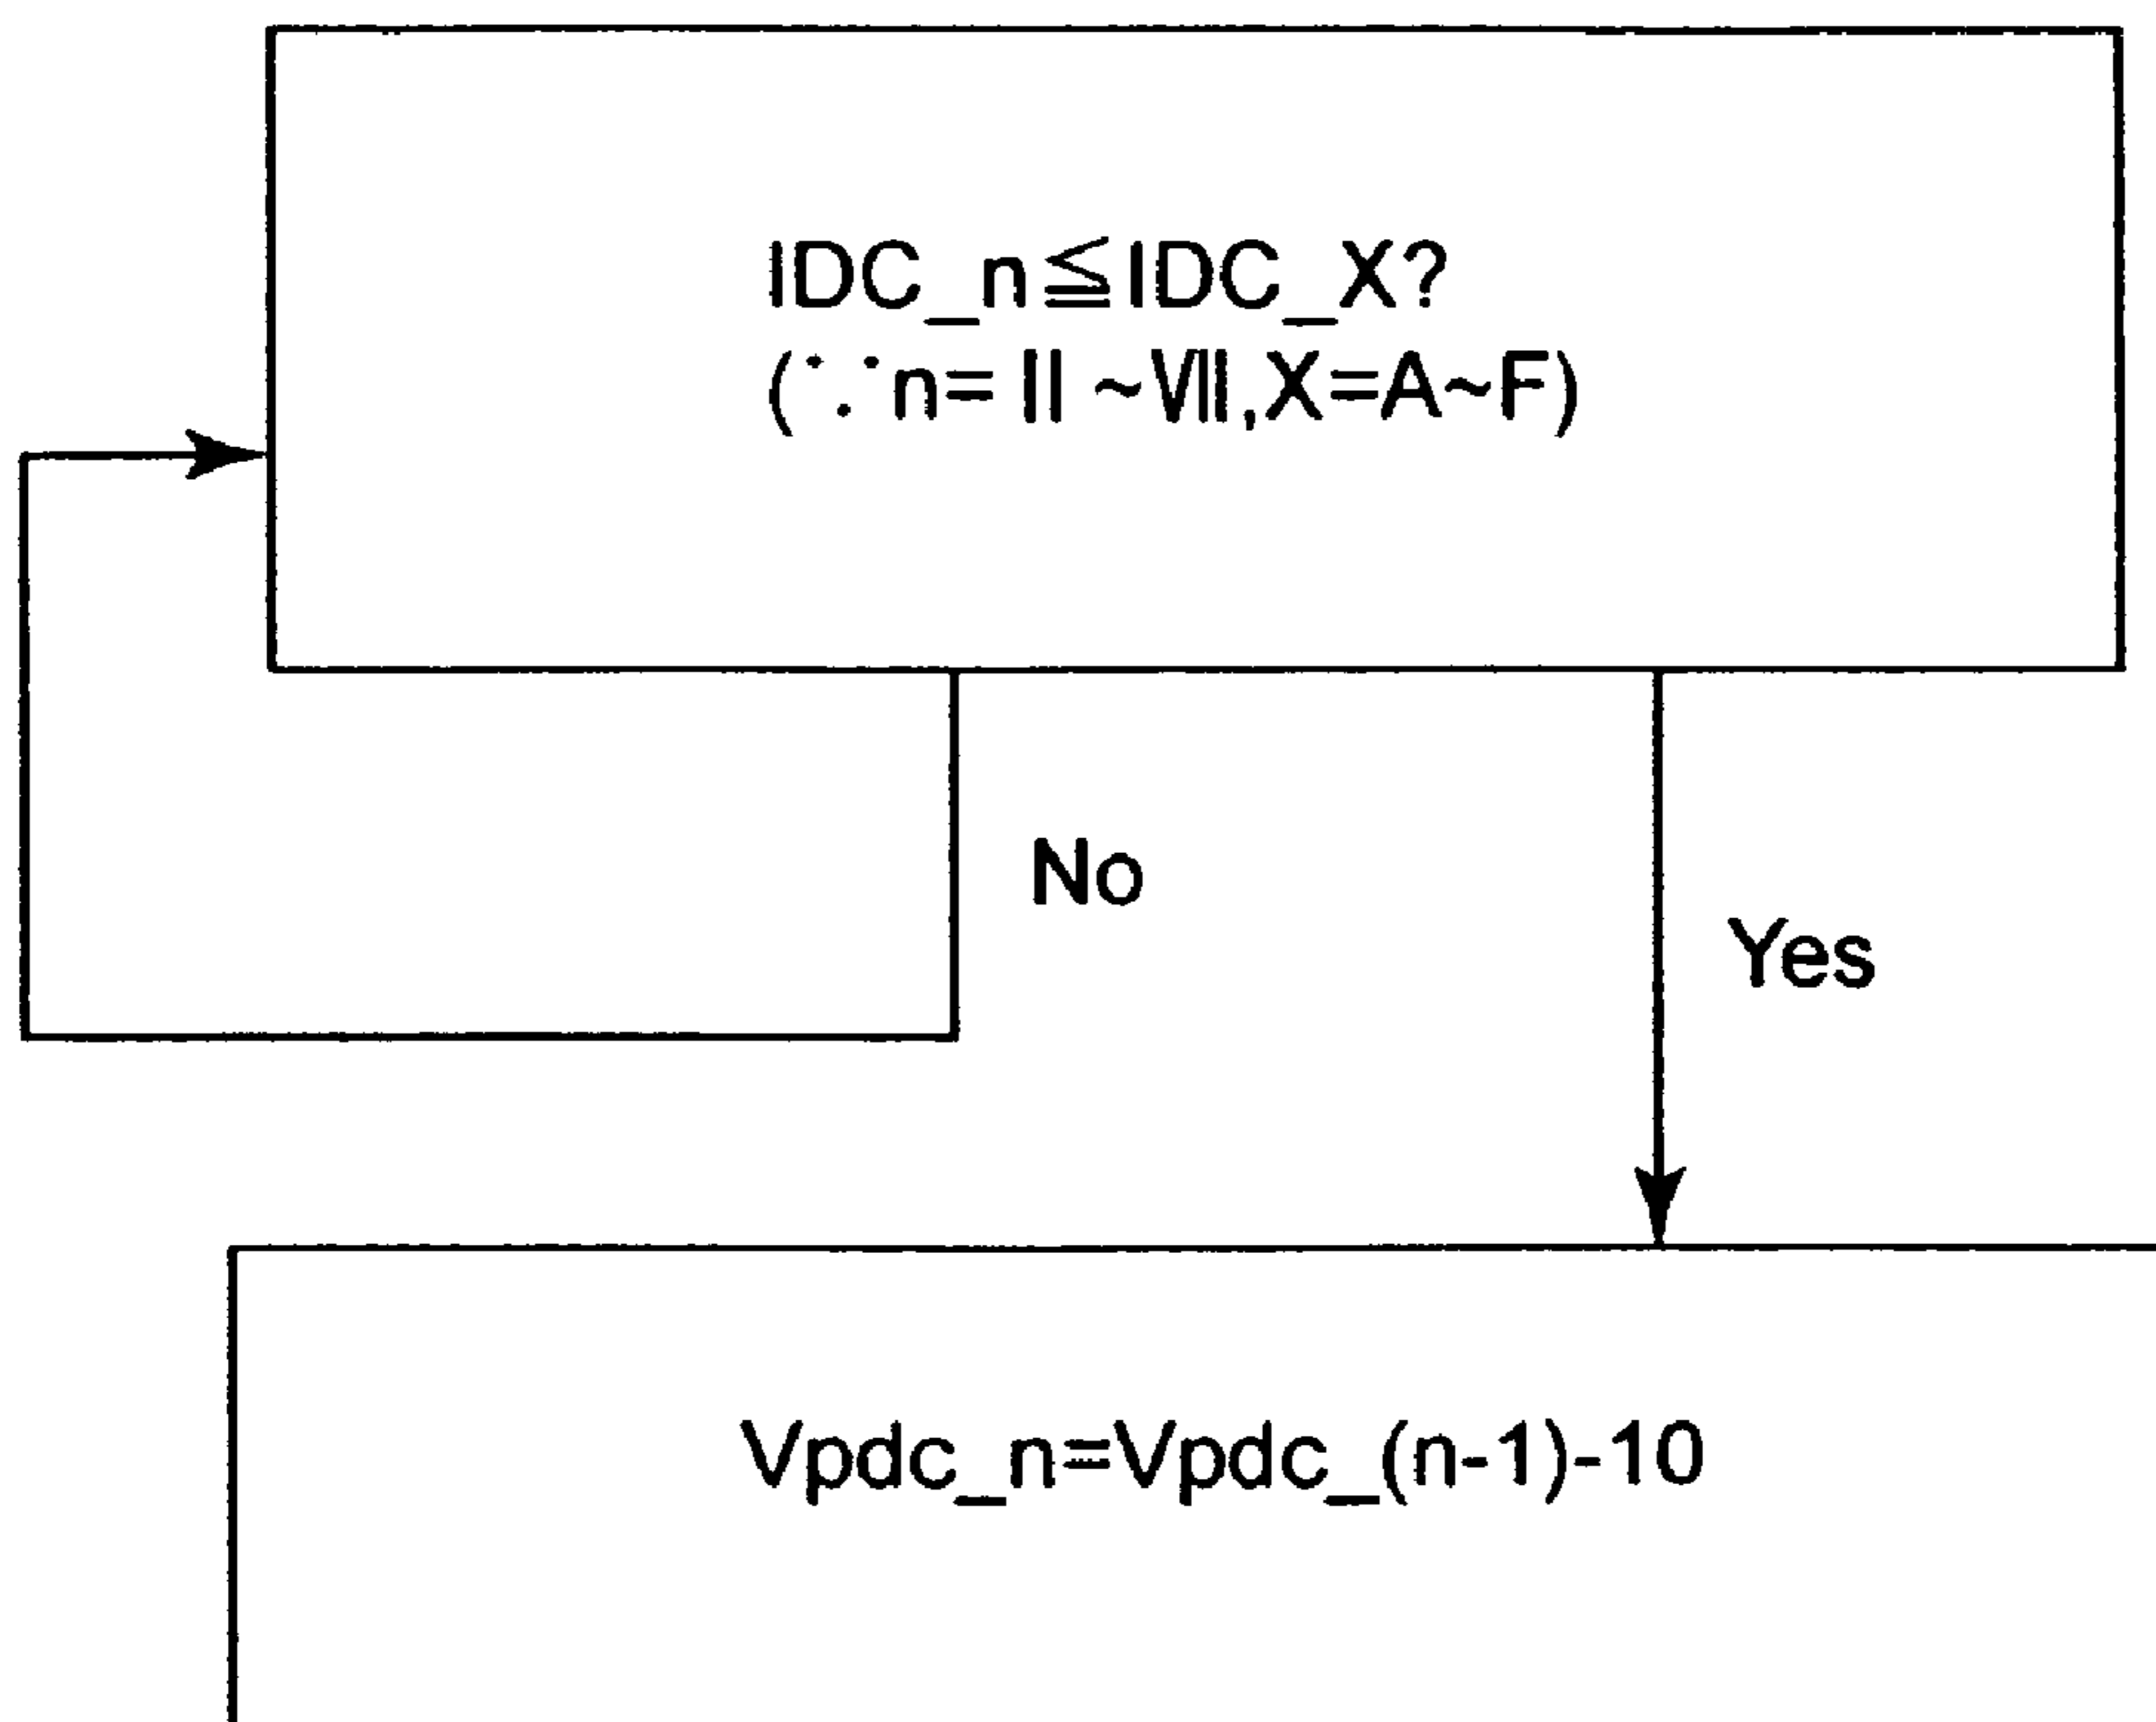 IDC_n≦IDC_X?
(∵n=Ⅱ~Ⅶ,X=A~F)
No
Yes
Vpdc_n=Vpdc_(n-1)-10